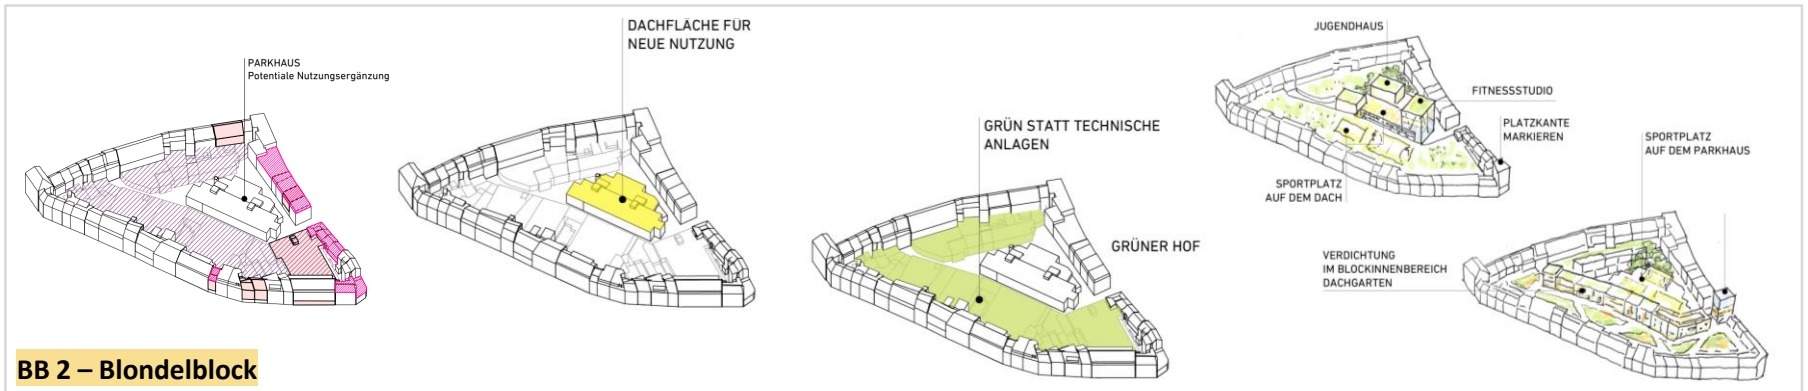 PARKHAUS
Potentiale Nutzungsergänzung
DACHFLÄCHE FÜR
NEUE NUTZUNG
GRÜN STATT TECHNISCHE
ANLAGEN
GRÜNER HOF
JUGENDHAUS
FITNESSSTUDIO
PLATZKANTE
MARKIEREN
SPORTPLATZ
AUF DEM DACH
SPORTPLATZ
AUF DEM PARKHAUS
VERDICHTUNG
IM BLOCKINNENBEREICH
DACHGARTEN
BB 2 – Blondelblock